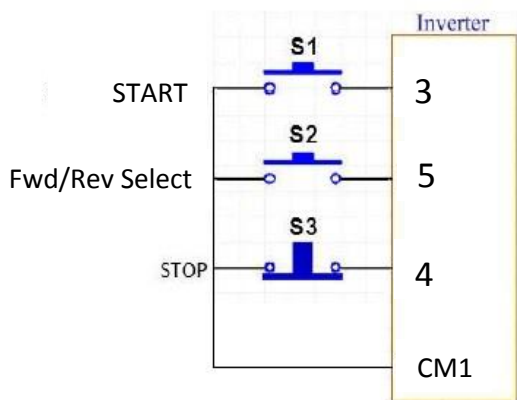 Inverter
S1
START
3
S2
Fwd/Rev Select
5
S3
STOP
4
CM1